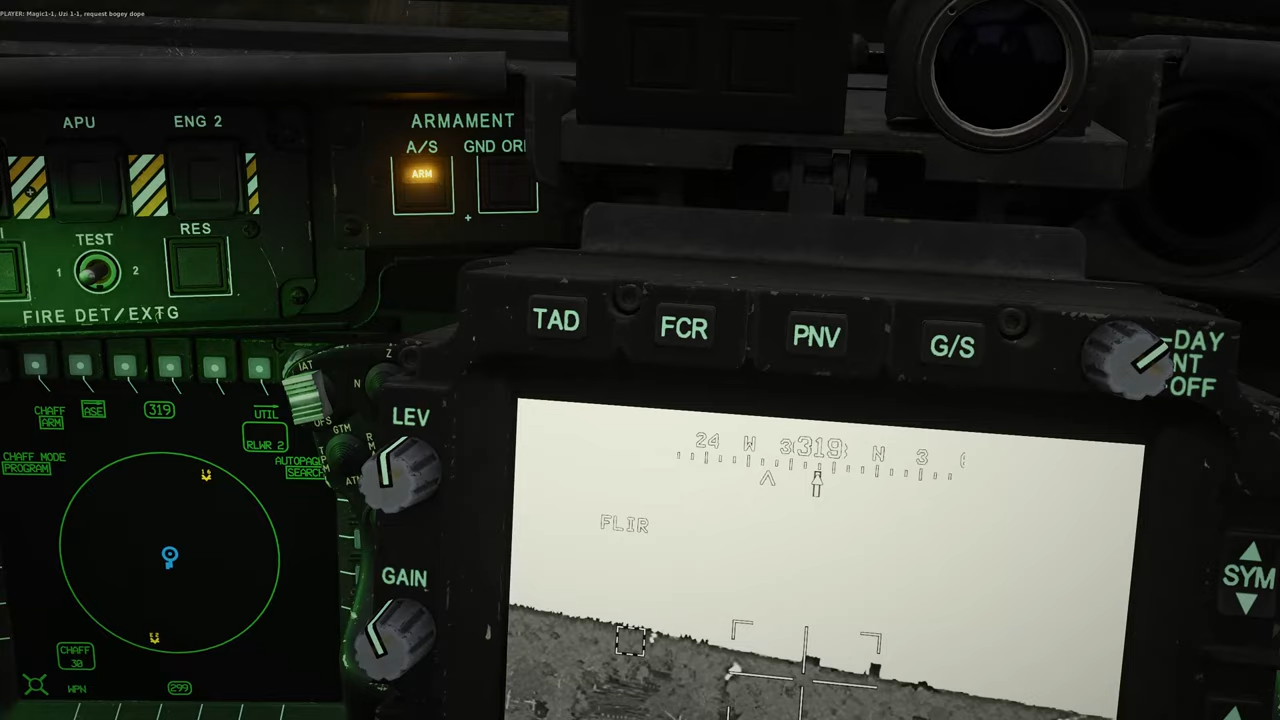 PLAYER: Magic1-1, Uzi 1-1, request bogey dope
APU
ENG 2
ARMAMENT
A/S
GND ORI
ARM
TEST
RES
1
2
FIRE DET/EXTG
TAD
FCR
PNV
G/S
DAY
NT
OFF
CHAFF
ARM
ASE
319
UTIL
RLWR 2
CHAFF MODE
PROGRAM
AUTOPAGE
SEARCH
N
Z
GTM
LEV
GAIN
24 W 3 319 N 3
FLIR
SYM
CHAFF
30
WPN
299